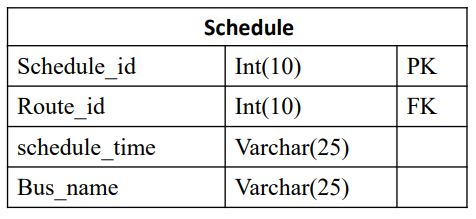 Schedule
Schedule_id Int(10) PK
Route_id Int(10) FK
schedule_time Varchar(25)
Bus_name Varchar(25)